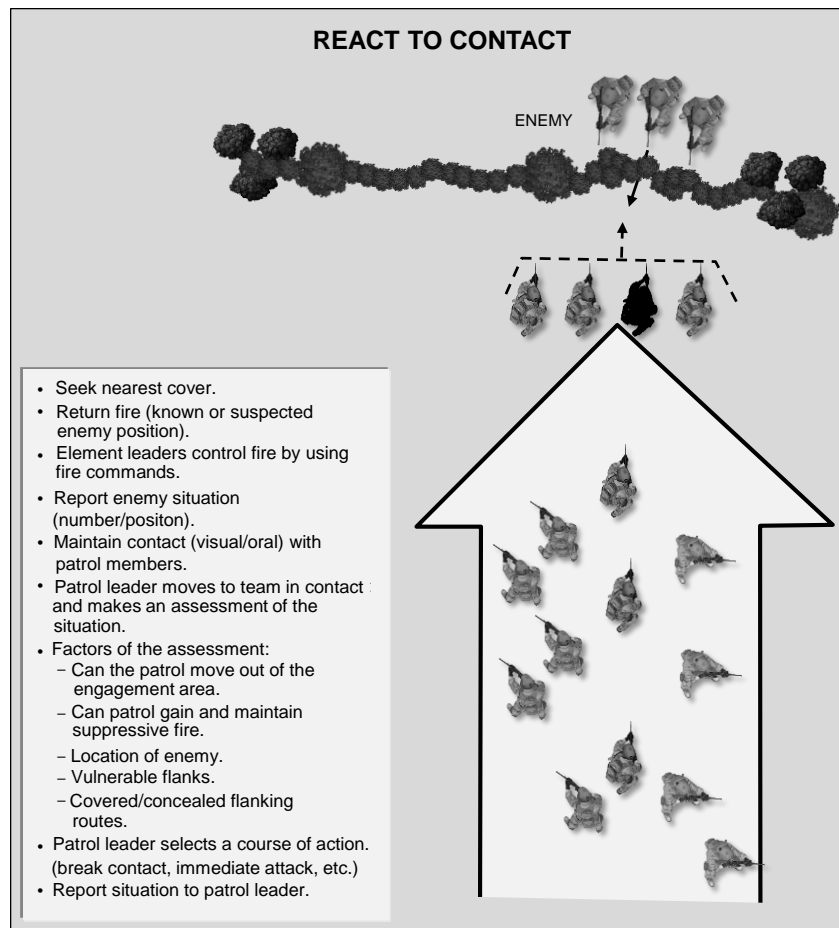 REACT TO CONTACT
ENEMY
• Seek nearest cover.
• Return fire (known or suspected
enemy position).
• Element leaders control fire by using
fire commands.
• Report enemy situation
(number/positon).
• Maintain contact (visual/oral) with
patrol members.
• Patrol leader moves to team in contact :
and makes an assessment of the
situation.
• Factors of the assessment:
– Can the patrol move out of the
engagement area.
– Can patrol gain and maintain
suppressive fire.
– Location of enemy.
– Vulnerable flanks.
– Covered/concealed flanking
routes.
• Patrol leader selects a course of action.
(break contact, immediate attack, etc.)
• Report situation to patrol leader.